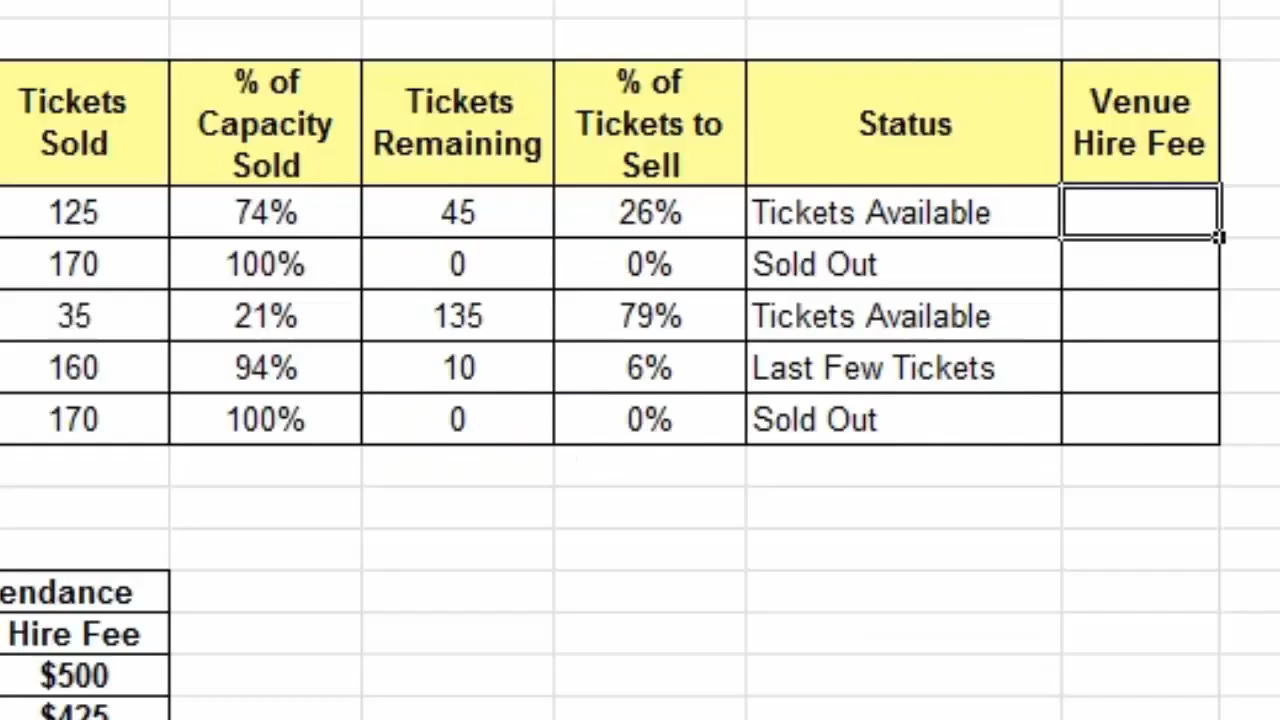 Tickets Sold | % of Capacity Sold | Tickets Remaining | % of Tickets to Sell | Status | Venue Hire Fee
125 | 74% | 45 | 26% | Tickets Available
170 | 100% | 0 | 0% | Sold Out
35 | 21% | 135 | 79% | Tickets Available
160 | 94% | 10 | 6% | Last Few Tickets
170 | 100% | 0 | 0% | Sold Out
endance
Hire Fee
$500
$425